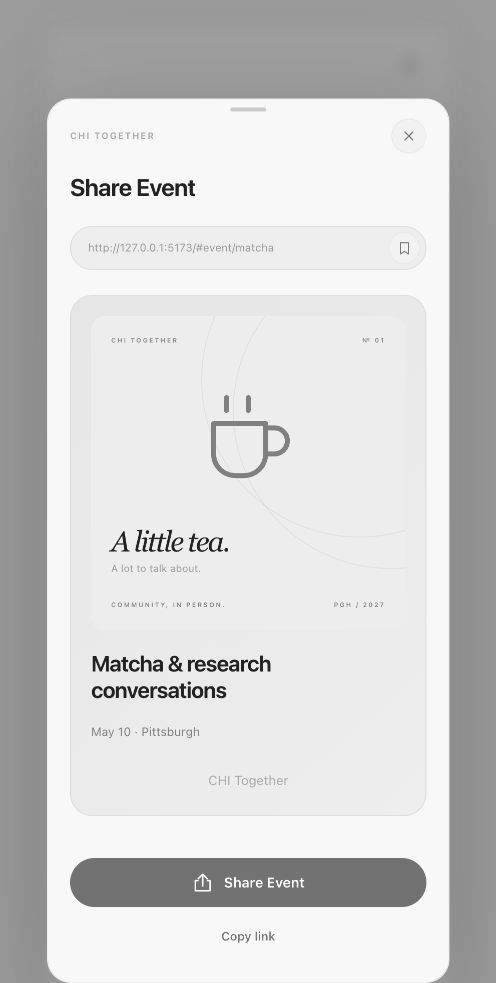 CHI TOGETHER
Share Event
http://127.0.0.1:5173/#event/matcha
CHI TOGETHER
Nº 01
A little tea.
A lot to talk about.
COMMUNITY, IN PERSON.
PGH / 2027
Matcha & research
conversations
May 10 · Pittsburgh
CHI Together
Share Event
Copy link